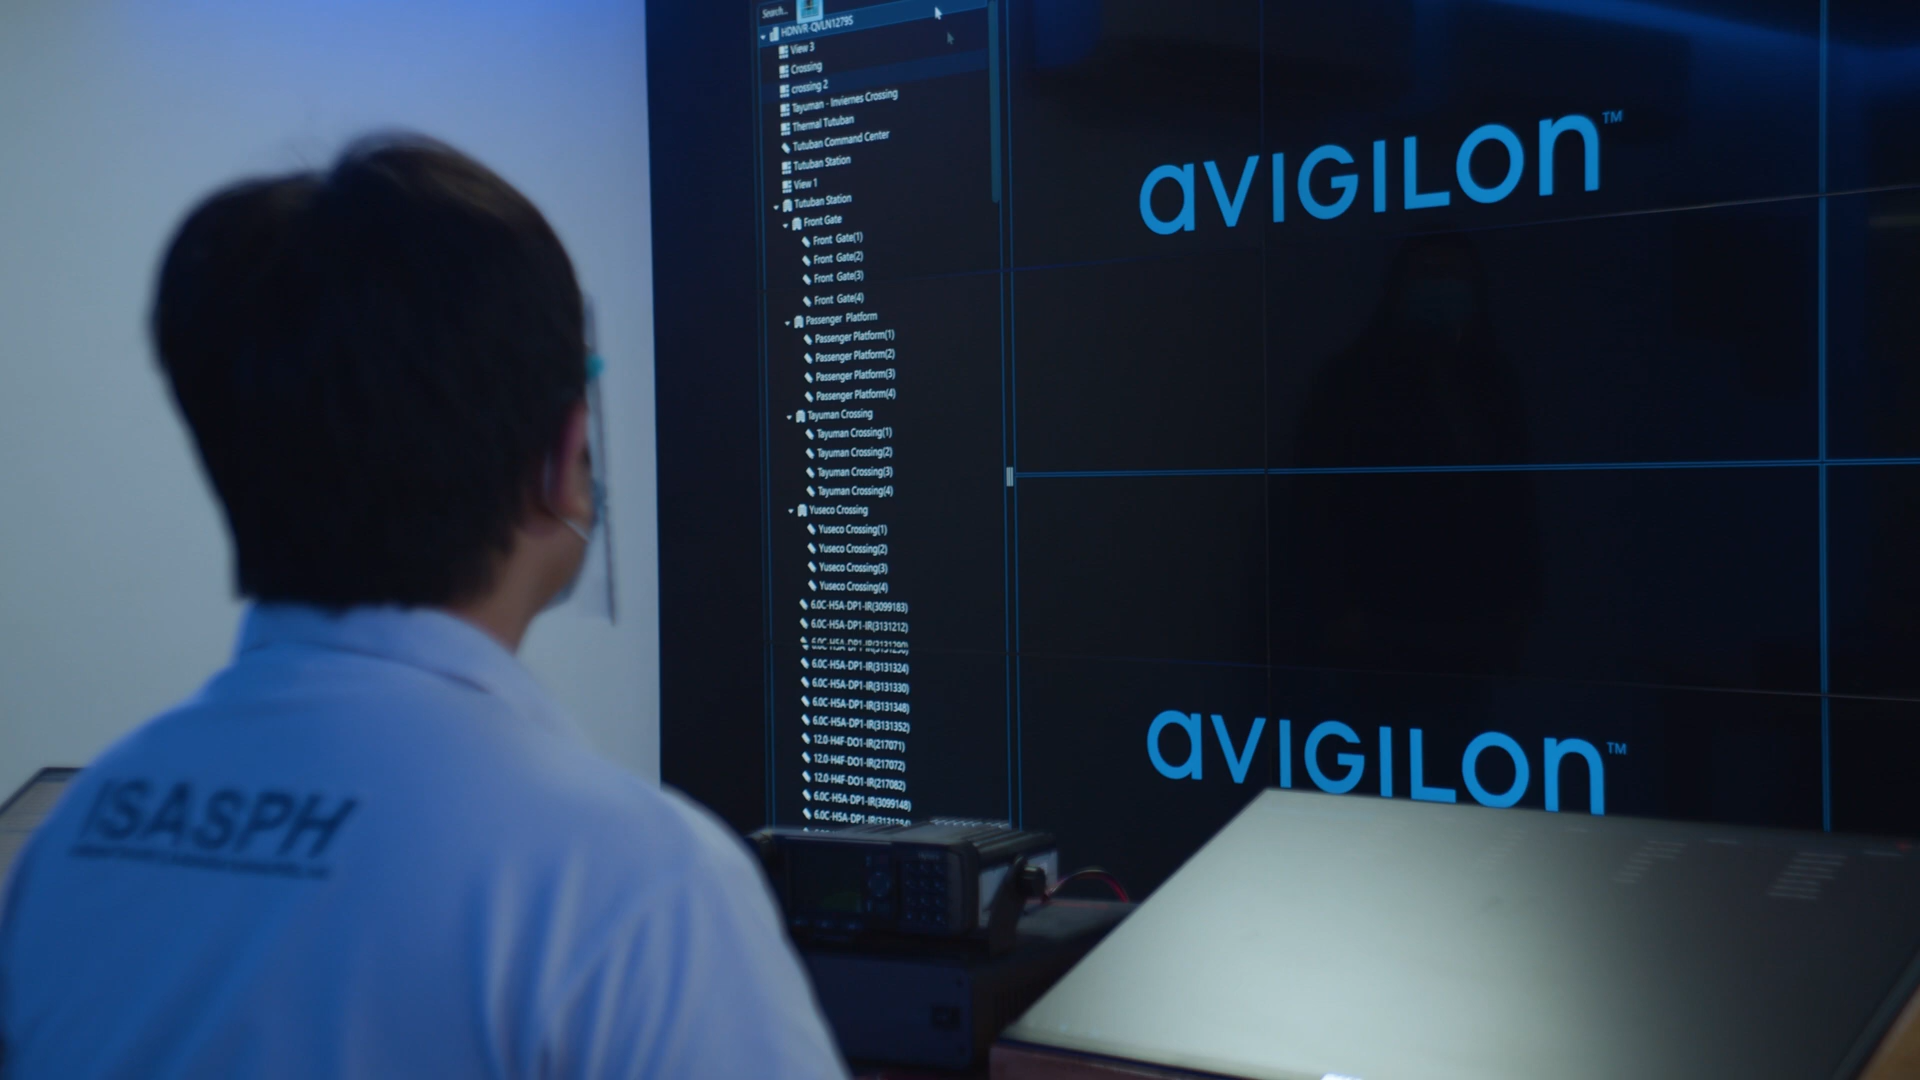 Search...
HDNVR-QVLN12795
View 3
Crossing
crossing 2
Tayuman - Inviernes Crossing
Thermal Tutuban
Tutuban Command Center
Tutuban Station
View 1
Tutuban Station
Front Gate
Front Gate(1)
Front Gate(2)
Front Gate(3)
Front Gate(4)
Passenger Platform
Passenger Platform(1)
Passenger Platform(2)
Passenger Platform(3)
Passenger Platform(4)
Tayuman Crossing
Tayuman Crossing(1)
Tayuman Crossing(2)
Tayuman Crossing(3)
Tayuman Crossing(4)
Yuseco Crossing
Yuseco Crossing(1)
Yuseco Crossing(2)
Yuseco Crossing(3)
Yuseco Crossing(4)
6.0C-H5A-DP1-IR(3099183)
6.0C-H5A-DP1-IR(3131212)
6.0C-H5A-DP1-IR(3131290)
6.0C-H5A-DP1-IR(3131324)
6.0C-H5A-DP1-IR(3131330)
6.0C-H5A-DP1-IR(3131348)
6.0C-H5A-DP1-IR(3131352)
12.0-H4F-DO1-IR(217071)
12.0-H4F-DO1-IR(217072)
12.0-H4F-DO1-IR(217082)
6.0C-H5A-DP1-IR(3099148)
aVIGILOn™
aVIGILOn™
ISASPH